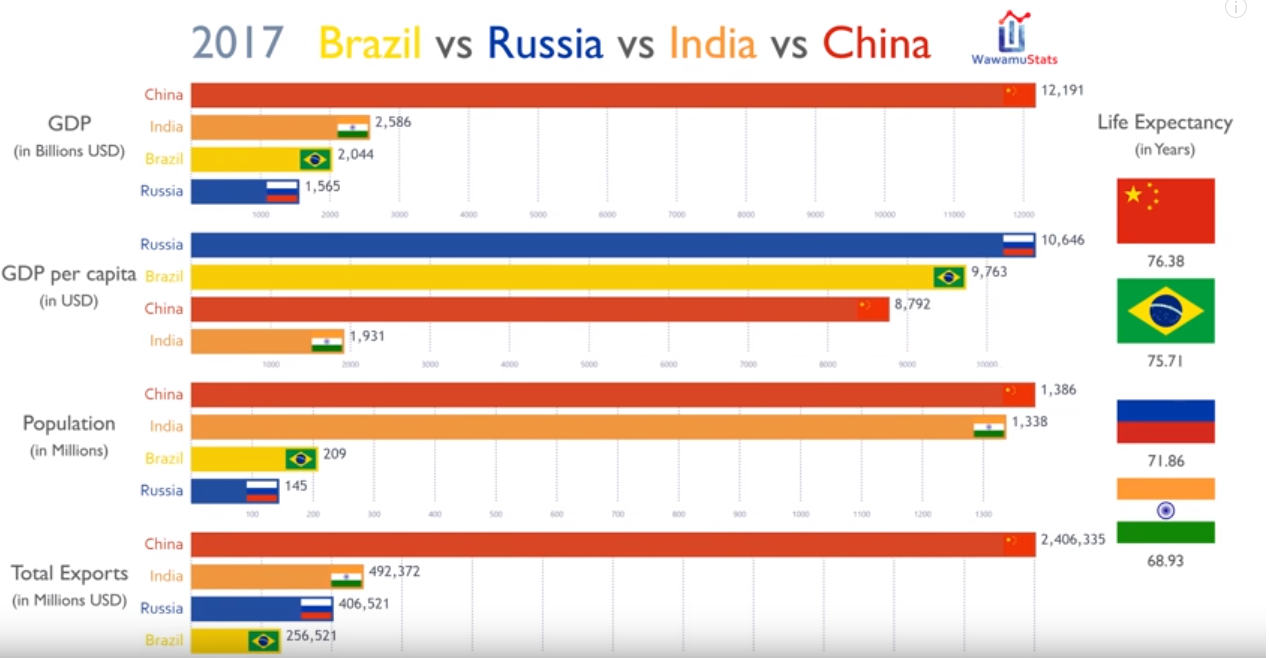 2017 Brazil vs Russia vs India vs China
WawamuStats
GDP
(in Billions USD)
China 12,191
India 2,586
Brazil 2,044
Russia 1,565
1000 2000 3000 4000 5000 6000 7000 8000 9000 10000 11000 12000
GDP per capita
(in USD)
Russia 10,646
Brazil 9,763
China 8,792
India 1,931
1000 2000 3000 4000 5000 6000 7000 8000 9000 10000
Population
(in Millions)
China 1,386
India 1,338
Brazil 209
Russia 145
100 200 300 400 500 600 700 800 900 1000 1100 1200 1300
Total Exports
(in Millions USD)
China 2,406,335
India 492,372
Russia 406,521
Brazil 256,521
Life Expectancy
(in Years)
76.38
75.71
71.86
68.93
i